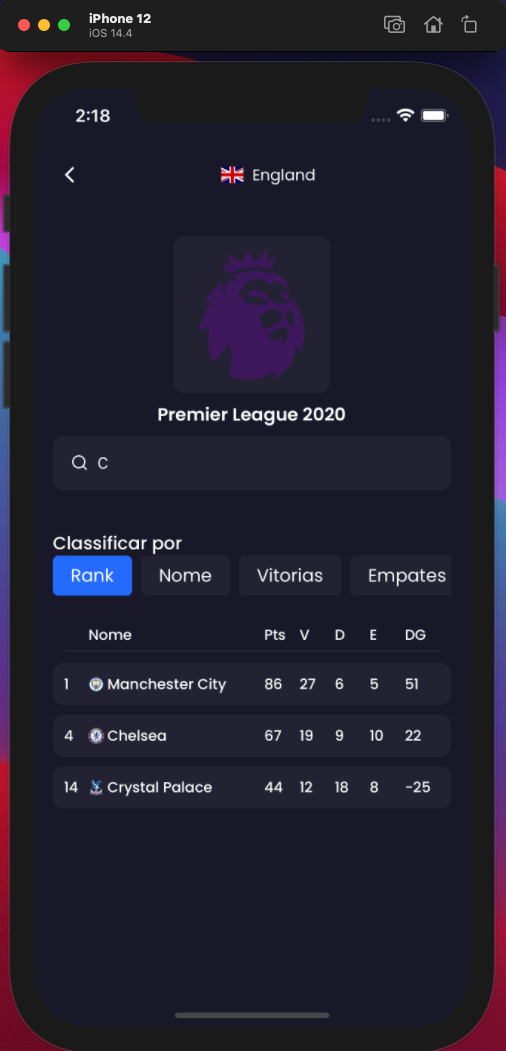 iPhone 12
iOS 14.4
2:18
England
Premier League 2020
C
Classificar por
Rank Nome Vitorias Empates
Nome Pts V D E DG
1 Manchester City 86 27 6 5 51
4 Chelsea 67 19 9 10 22
14 Crystal Palace 44 12 18 8 -25